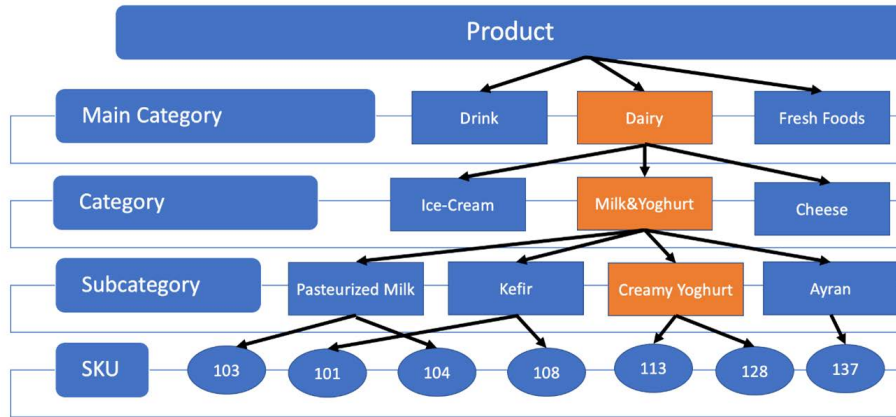 Product
Main Category
Drink
Dairy
Fresh Foods
Category
Ice-Cream
Milk&Yoghurt
Cheese
Subcategory
Pasteurized Milk
Kefir
Creamy Yoghurt
Ayran
SKU
103
101
104
108
113
128
137